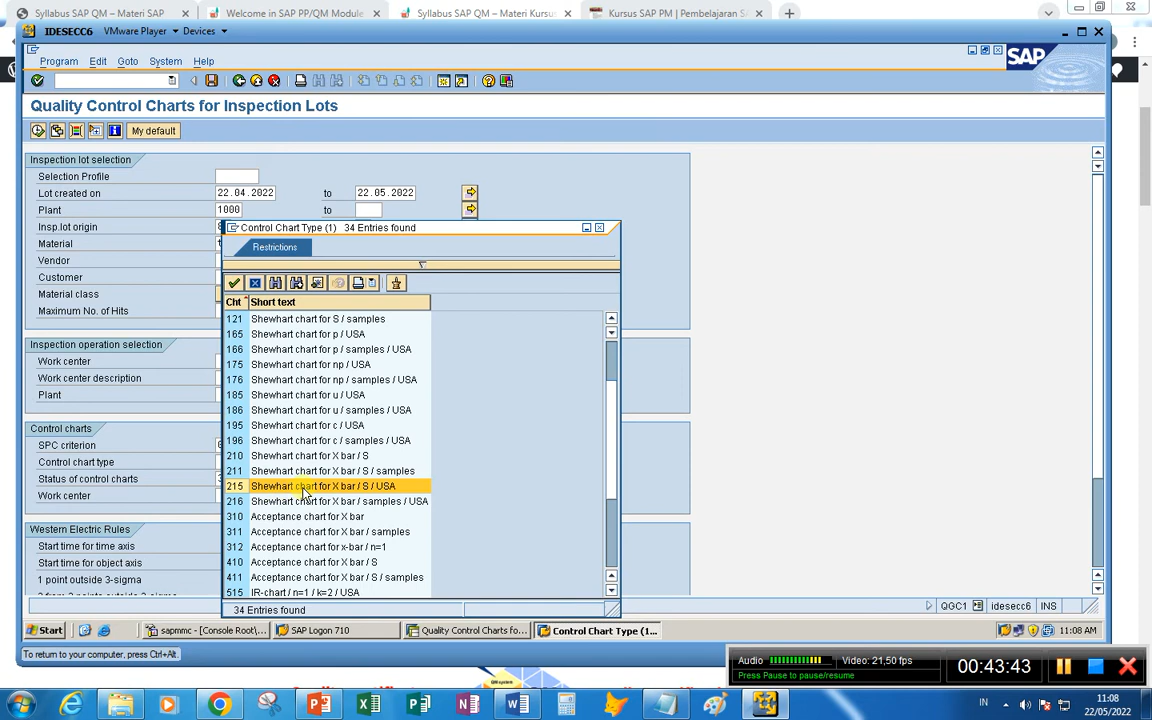 Syllabus SAP QM – Materi SAP
Welcome in SAP PP/QM Module
Syllabus SAP QM – Materi Kursus
Kursus SAP PM | Pembelajaran SA
IDESECC6 VMware Player Devices
Program Edit Goto System Help
SAP
Quality Control Charts for Inspection Lots
My default
Inspection lot selection
Selection Profile
Lot created on 22.04.2022 to 22.05.2022
Plant 1000 to
Insp.lot origin
Material
Vendor
Customer
Material class
Maximum No. of Hits
Inspection operation selection
Work center
Work center description
Plant
Control charts
SPC criterion
Control chart type
Status of control charts
Work center
Western Electric Rules
Start time for time axis
Start time for object axis
1 point outside 3-sigma
Control Chart Type (1) 34 Entries found
Restrictions
Cht Short text
121 Shewhart chart for S / samples
165 Shewhart chart for p / USA
166 Shewhart chart for p / samples / USA
175 Shewhart chart for np / USA
176 Shewhart chart for np / samples / USA
185 Shewhart chart for u / USA
186 Shewhart chart for u / samples / USA
195 Shewhart chart for c / USA
196 Shewhart chart for c / samples / USA
210 Shewhart chart for X bar / S
211 Shewhart chart for X bar / S / samples
215 Shewhart chart for X bar / S / USA
216 Shewhart chart for X bar / samples / USA
310 Acceptance chart for X bar
311 Acceptance chart for X bar / samples
312 Acceptance chart for x-bar / n=1
410 Acceptance chart for X bar / S
411 Acceptance chart for X bar / S / samples
515 IR-chart / n=1 / k=2 / USA
34 Entries found
QGC1 idesecc6 INS
Start sapmmc - [Console Root\... SAP Logon 710 Quality Control Charts fo... Control Chart Type (1... 11:08 AM
To return to your computer, press Ctrl+Alt.
Audio Video: 21,50 fps
Press Pause to pause/resume
00:43:43
QM system
IN 11:08
22/05/2022